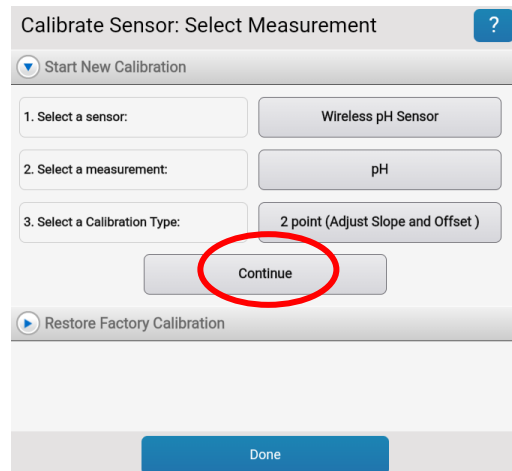 Calibrate Sensor: Select Measurement
?
Start New Calibration
1. Select a sensor:
Wireless pH Sensor
2. Select a measurement:
pH
3. Select a Calibration Type:
2 point (Adjust Slope and Offset )
Continue
Restore Factory Calibration
Done